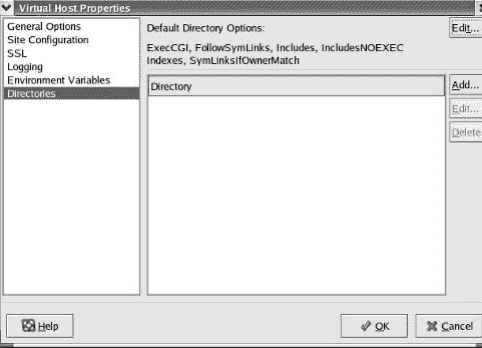 Virtual Host Properties
General Options
Site Configuration
SSL
Logging
Environment Variables
Directories
Default Directory Options:
Edit...
ExecCGI, FollowSymLinks, Includes, IncludesNOEXEC
Indexes, SymLinksIfOwnerMatch
Directory
Add...
Edit...
Delete
Help
OK
Cancel